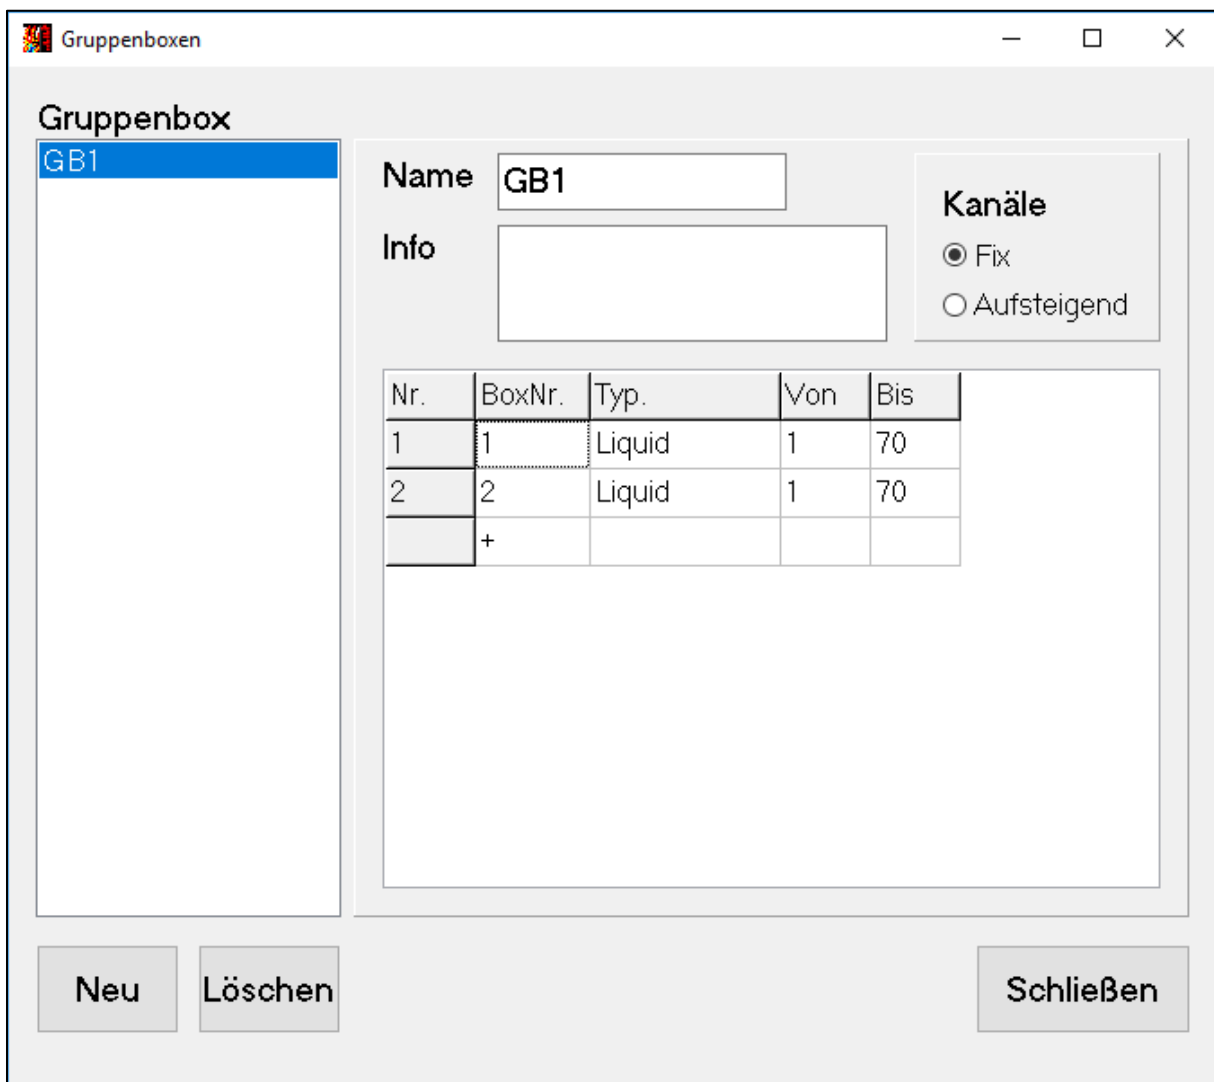 Gruppenboxen
Gruppenbox
GB1
Name GB1
Info
Kanäle
Fix
Aufsteigend
Nr. BoxNr. Typ. Von Bis
1 1 Liquid 1 70
2 2 Liquid 1 70
+
Neu Löschen Schließen